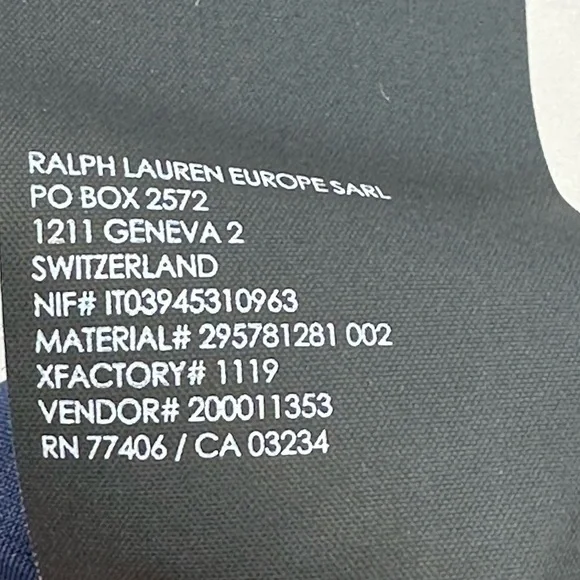 RALPH LAUREN EUROPE SARL
PO BOX 2572
1211 GENEVA 2
SWITZERLAND
NIF# IT03945310963
MATERIAL# 295781281 002
XFACTORY# 1119
VENDOR# 200011353
RN 77406 / CA 03234